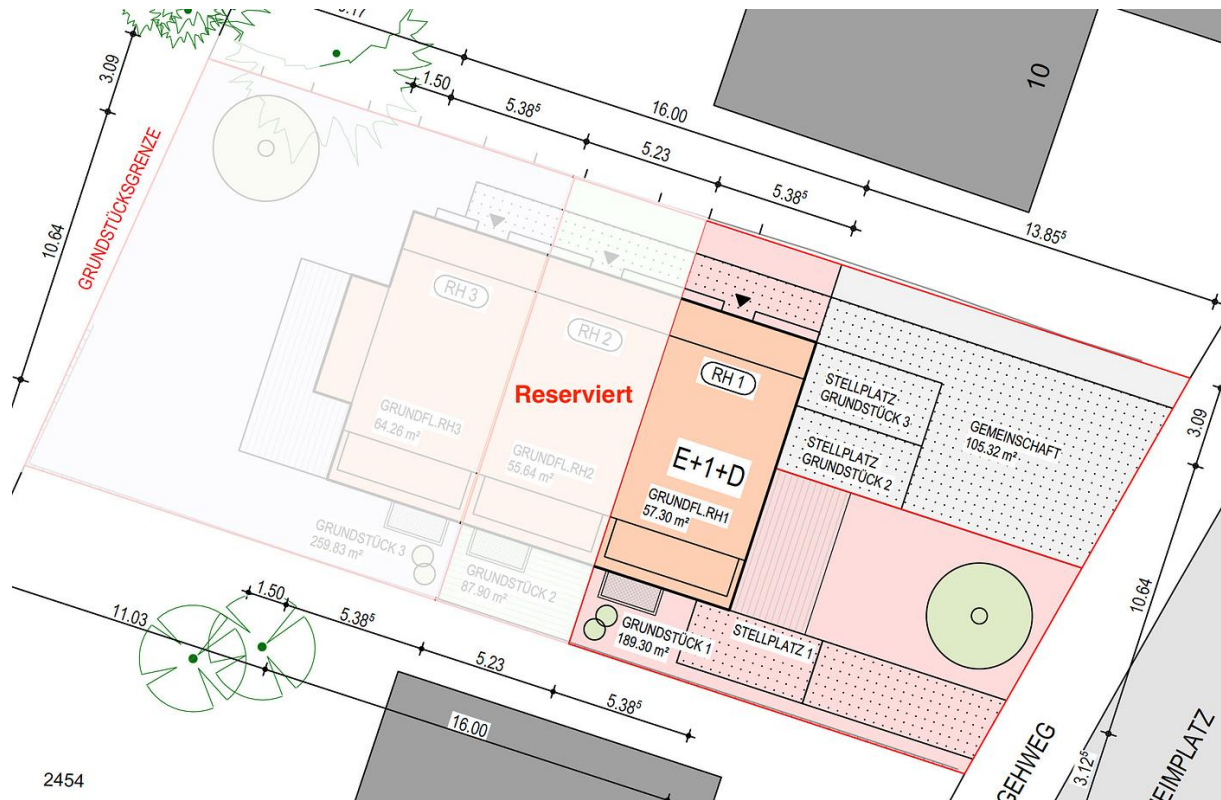 3.09
1.50
5.38⁵
16.00
5.23
5.38⁵
13.85⁵
10
GRUNDSTÜCKSGRENZE
10.64
RH 3
RH 2
RH 1
Reserviert
GRUNDFL.RH3
64.26 m²
GRUNDFL.RH2
55.64 m²
E+1+D
GRUNDFL.RH1
57.30 m²
STELLPLATZ
GRUNDSTÜCK 3
STELLPLATZ
GRUNDSTÜCK 2
GEMEINSCHAFT
105.32 m²
3.09
GRUNDSTÜCK 3
259.83 m²
GRUNDSTÜCK 2
87.90 m²
GRUNDSTÜCK 1
189.30 m²
STELLPLATZ 1
10.64
11.03
1.50
5.38⁵
5.23
5.38⁵
16.00
3.12⁵
GEHWEG
EIMPLATZ
2454